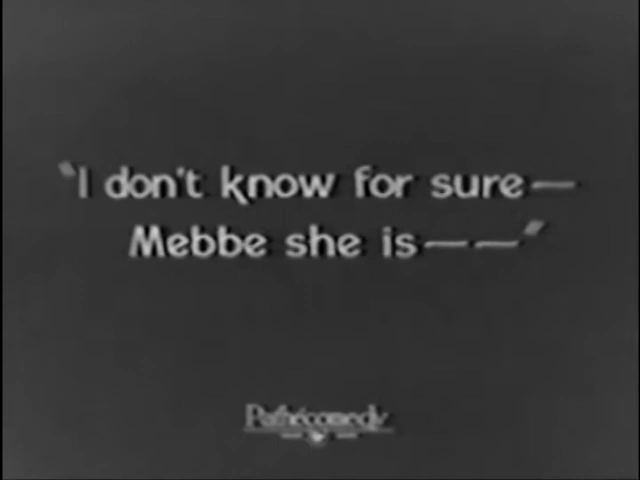 "I don't know for sure—
Mebbe she is— —"
Pathécomedy